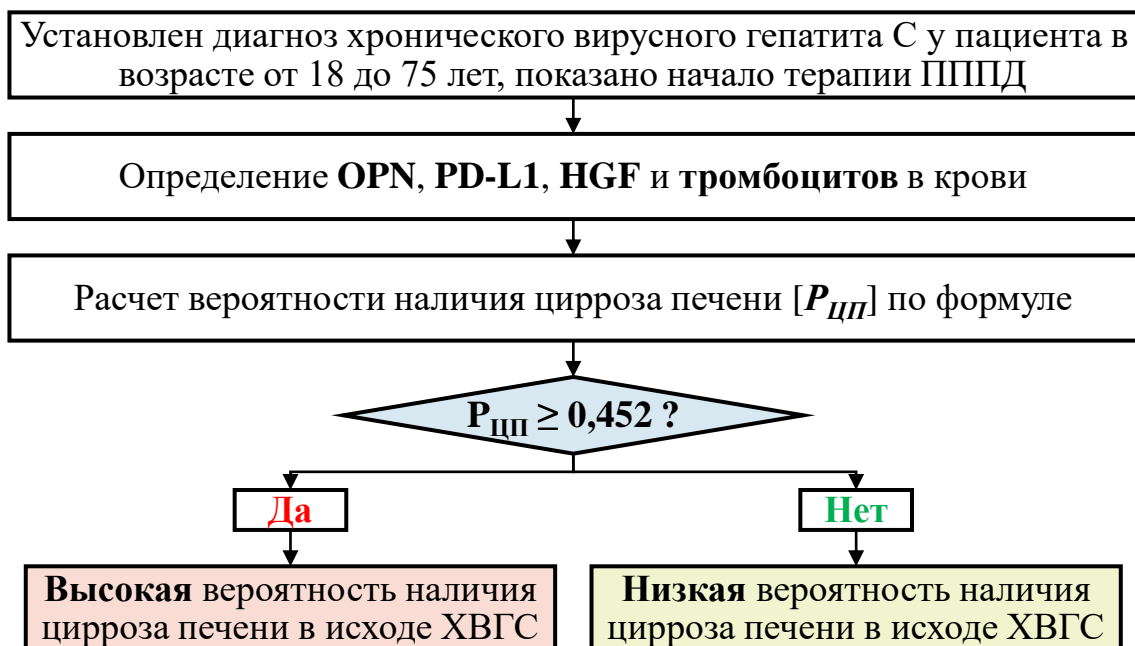 Установлен диагноз хронического вирусного гепатита С у пациента в
возрасте от 18 до 75 лет, показано начало терапии ПППД
Определение OPN, PD-L1, HGF и тромбоцитов в крови
Расчет вероятности наличия цирроза печени [PЦП] по формуле
PЦП ≥ 0,452 ?
Да
Нет
Высокая вероятность наличия
цирроза печени в исходе ХВГС
Низкая вероятность наличия
цирроза печени в исходе ХВГС